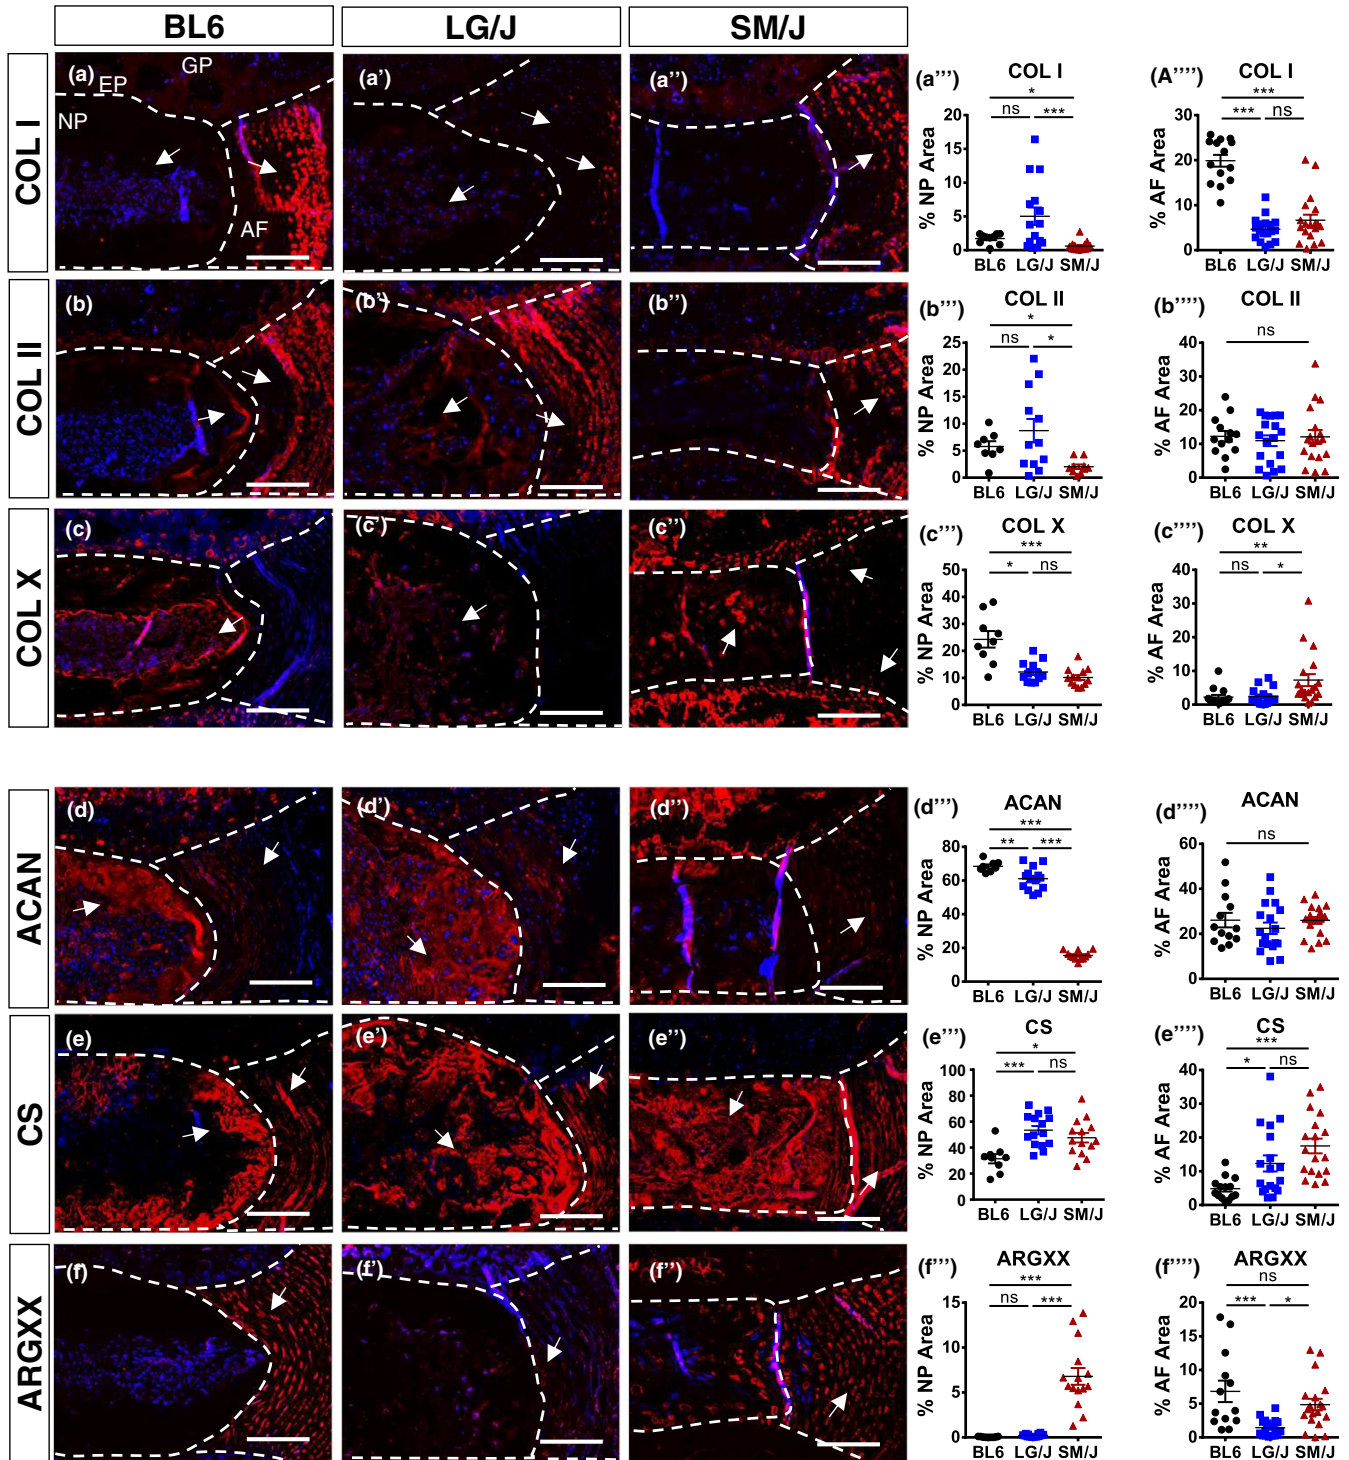 BL6
LG/J
SM/J
COL I
(a)
GP
EP
NP
AF
(a')
(a'')
(a''')
COL I
*
ns
***
% NP Area
20
15
10
5
0
BL6 LG/J SM/J
(A'''')
COL I
***
*** ns
% AF Area
30
20
10
0
BL6 LG/J SM/J
COL II
(b)
(b')
(b'')
(b''')
COL II
*
ns *
% NP Area
25
20
15
10
5
0
BL6 LG/J SM/J
(b'''')
COL II
ns
% AF Area
40
30
20
10
0
BL6 LG/J SM/J
COL X
(c)
(c')
(c'')
(c''')
COL X
***
* ns
% NP Area
50
40
30
20
10
0
BL6 LG/J SM/J
(c'''')
COL X
**
ns *
% AF Area
40
30
20
10
0
BL6 LG/J SM/J
ACAN
(d)
(d')
(d'')
(d''')
ACAN
***
** ***
% NP Area
80
60
40
20
0
BL6 LG/J SM/J
(d'''')
ACAN
ns
% AF Area
60
40
20
0
BL6 LG/J SM/J
CS
(e)
(e')
(e'')
(e''')
CS
*
*** ns
% NP Area
100
80
60
40
20
0
BL6 LG/J SM/J
(e'''')
CS
***
* ns
% AF Area
40
30
20
10
0
BL6 LG/J SM/J
ARGXX
(f)
(f')
(f'')
(f''')
ARGXX
***
ns ***
% NP Area
15
10
5
0
BL6 LG/J SM/J
(f'''')
ARGXX
ns
*** *
% AF Area
20
15
10
5
0
BL6 LG/J SM/J